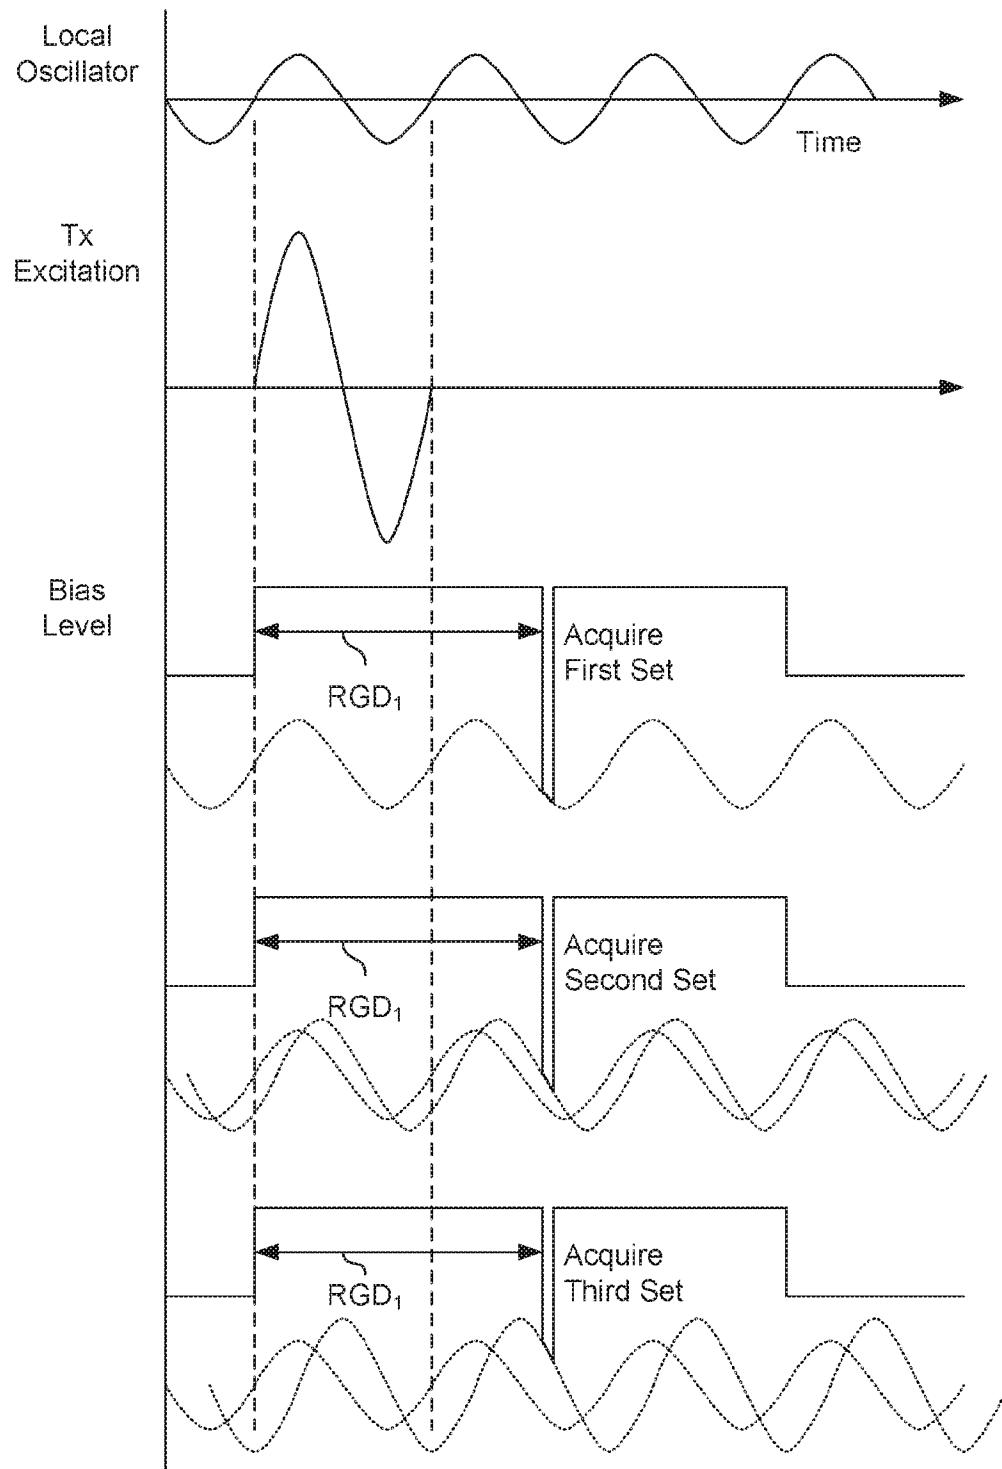 Local
Oscillator
Time
Tx
Excitation
Bias
Level
Acquire
First Set
RGD₁
Acquire
Second Set
RGD₁
Acquire
Third Set
RGD₁